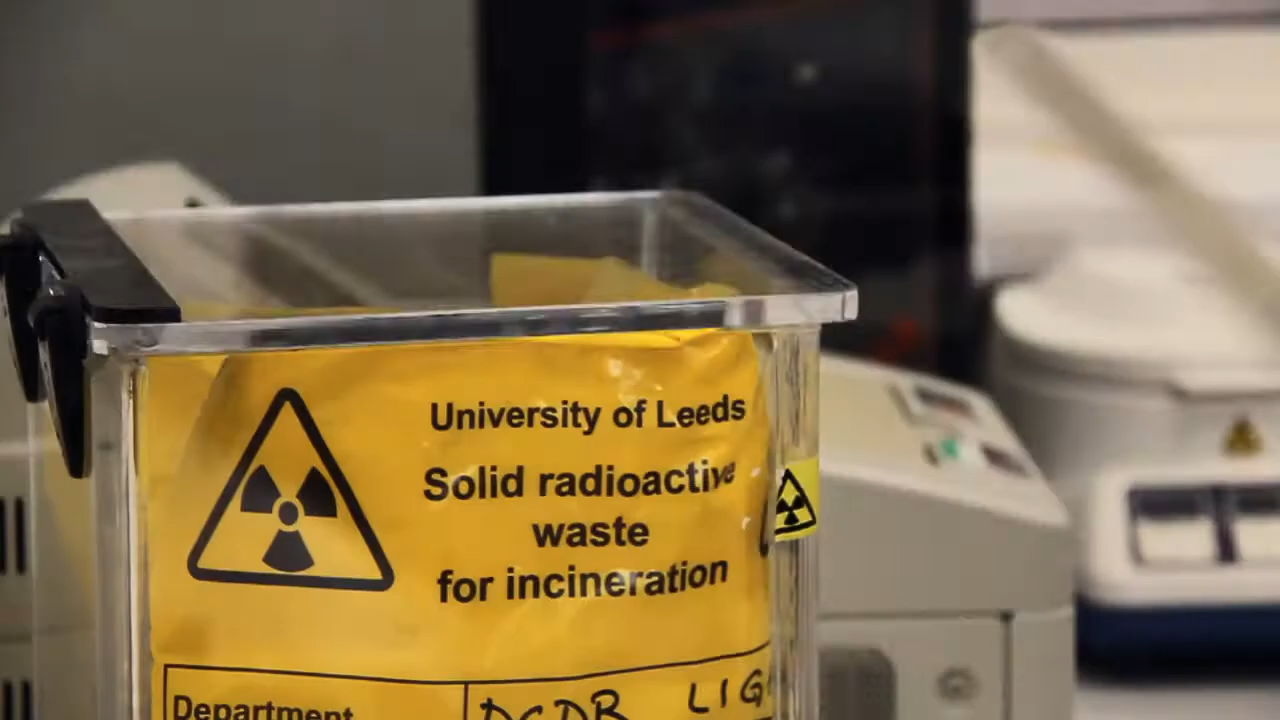 University of Leeds
Solid radioactive
waste
for incineration
Department